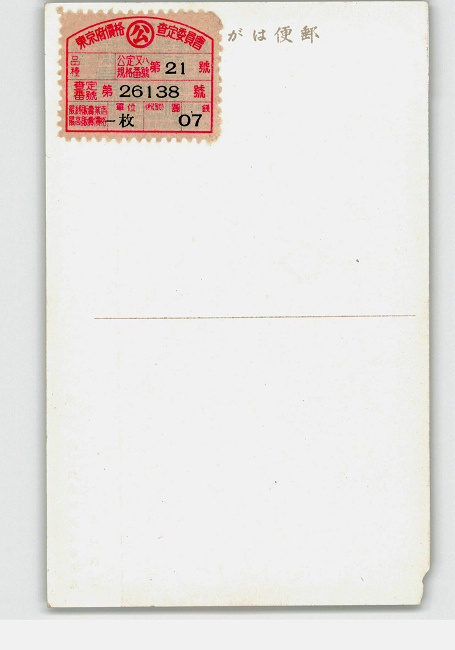 東京府價格 公 査定委員會
品種 公定又ハ規格番號 第 21 號
査定番號 第 26138 號
單位 圓 錢
一枚 07
がは便郵